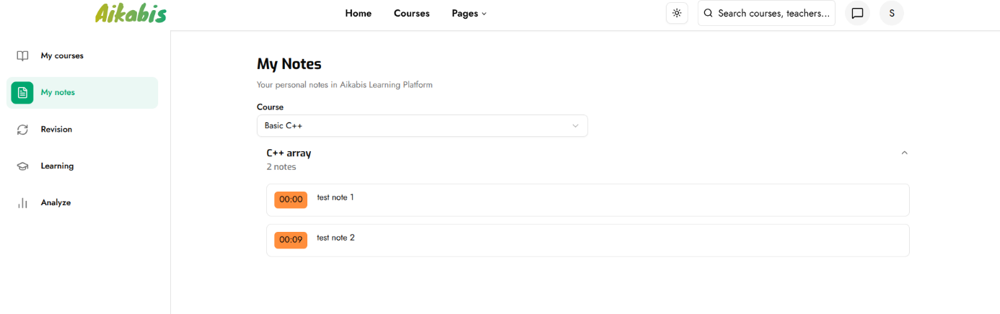 Aikabis
Home Courses Pages
Search courses, teachers...
S
My courses
My notes
Revision
Learning
Analyze
My Notes
Your personal notes in Aikabis Learning Platform
Course
Basic C++
C++ array
2 notes
00:00 test note 1
00:09 test note 2